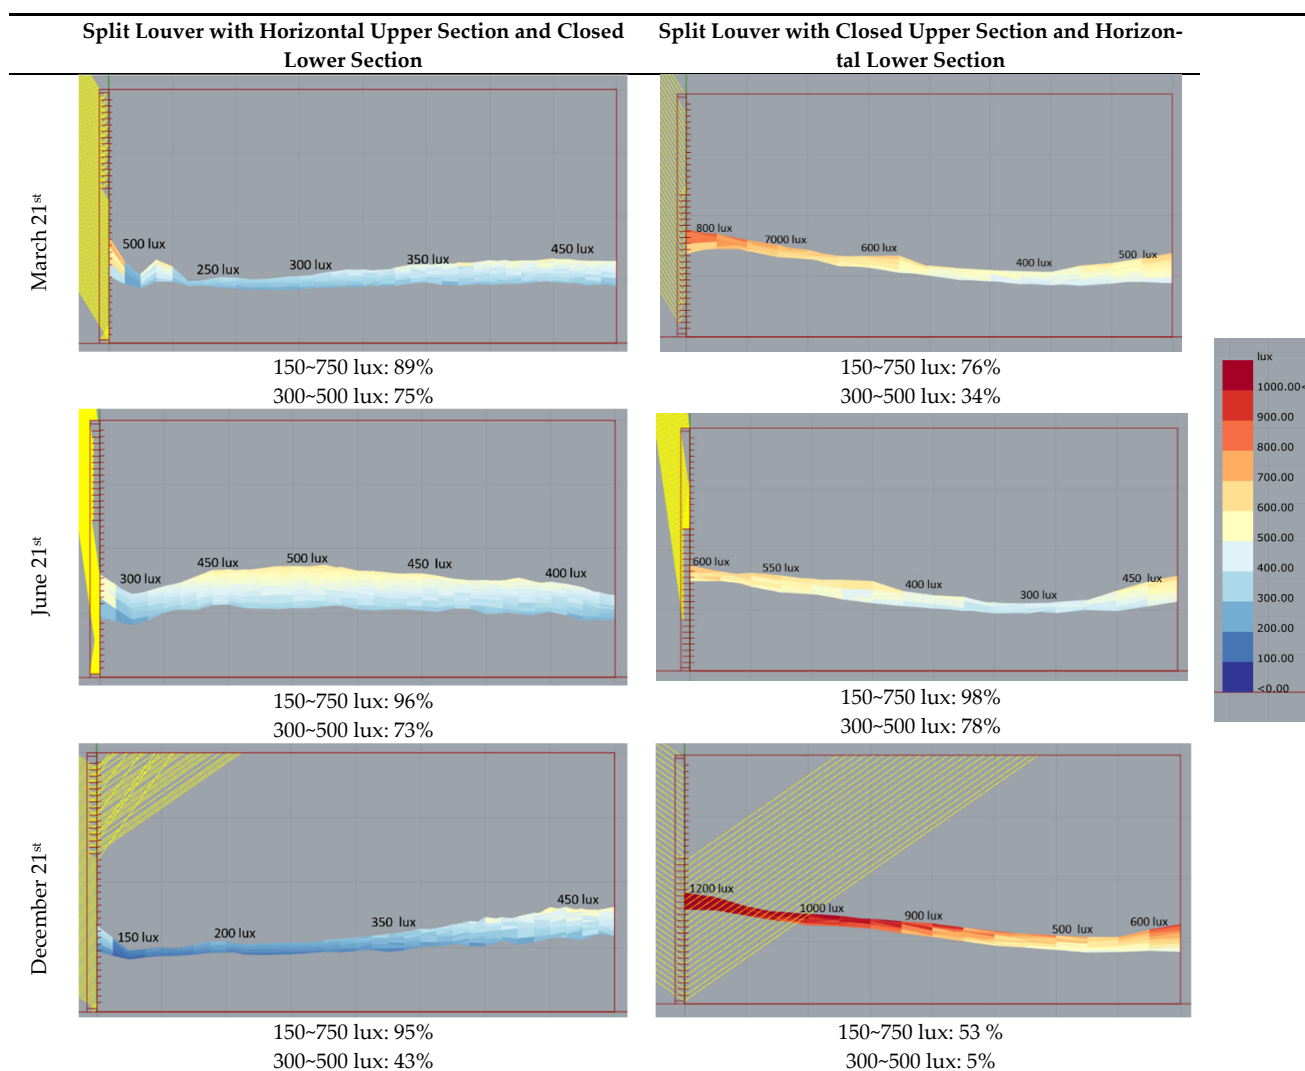 Split Louver with Horizontal Upper Section and Closed
Lower Section
Split Louver with Closed Upper Section and Horizon-
tal Lower Section
March 21st
500 lux
250 lux
300 lux
350 lux
450 lux
150~750 lux: 89%
300~500 lux: 75%
800 lux
7000 lux
600 lux
400 lux
500 lux
150~750 lux: 76%
300~500 lux: 34%
June 21st
300 lux
450 lux
500 lux
450 lux
400 lux
150~750 lux: 96%
300~500 lux: 73%
600 lux
550 lux
400 lux
300 lux
450 lux
150~750 lux: 98%
300~500 lux: 78%
December 21st
150 lux
200 lux
350 lux
450 lux
150~750 lux: 95%
300~500 lux: 43%
1200 lux
1000 lux
900 lux
500 lux
600 lux
150~750 lux: 53 %
300~500 lux: 5%
lux
1000.00<
900.00
800.00
700.00
600.00
500.00
400.00
300.00
200.00
100.00
<0.00